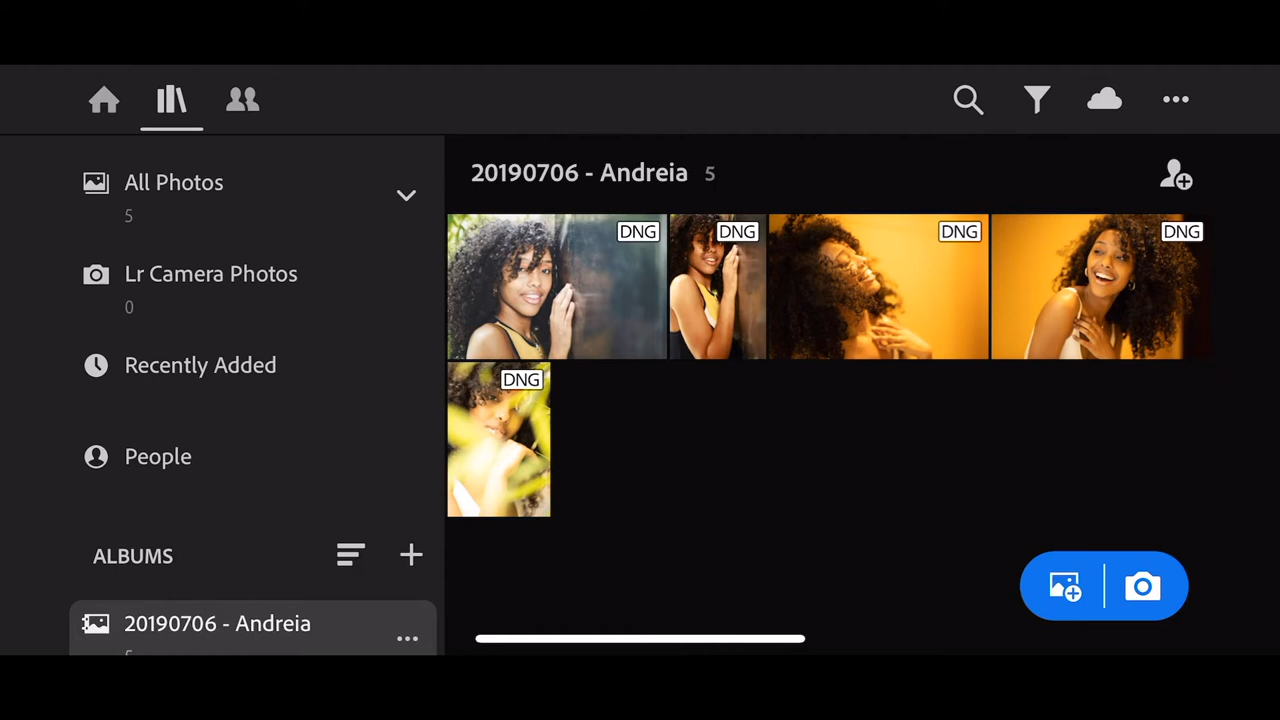 All Photos
5
Lr Camera Photos
0
Recently Added
People
ALBUMS
20190706 - Andreia
20190706 - Andreia 5
DNG
DNG
DNG
DNG
DNG